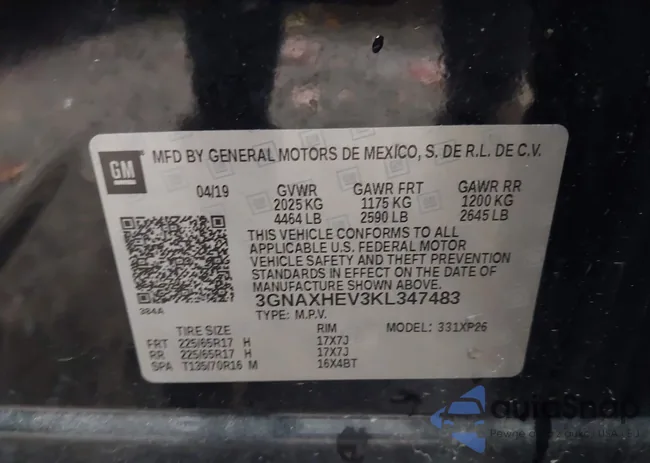 GM
MFD BY GENERAL MOTORS DE MEXICO, S. DE R.L. DE C.V.
04/19 GVWR GAWR FRT GAWR RR
2025 KG 1175 KG 1200 KG
4464 LB 2590 LB 2645 LB
THIS VEHICLE CONFORMS TO ALL
APPLICABLE U.S. FEDERAL MOTOR
VEHICLE SAFETY AND THEFT PREVENTION
STANDARDS IN EFFECT ON THE DATE OF
MANUFACTURE SHOWN ABOVE.
3GNAXHEV3KL347483
384A
TYPE: M.P.V.
TIRE SIZE RIM MODEL: 331XP26
FRT 225/65R17 H 17X7J
RR 225/65R17 H 17X7J
SPA T135/70R16 M 16X4BT